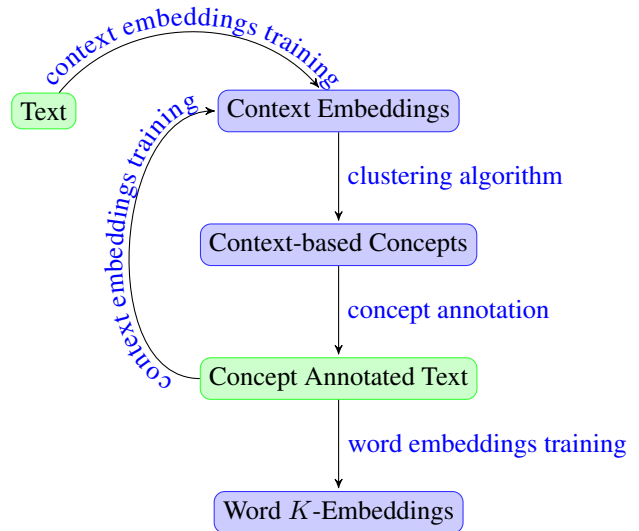 context embeddings training
Text
Context Embeddings
clustering algorithm
context embeddings training
Context-based Concepts
concept annotation
Concept Annotated Text
word embeddings training
Word K-Embeddings